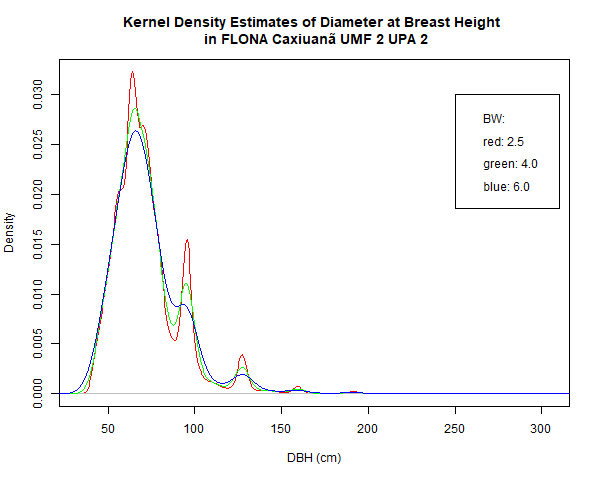 Kernel Density Estimates of Diameter at Breast Height
in FLONA Caxiuanã UMF 2 UPA 2
BW:
red: 2.5
green: 4.0
blue: 6.0
Density
0.030
0.025
0.020
0.015
0.010
0.005
0.000
50 100 150 200 250 300
DBH (cm)